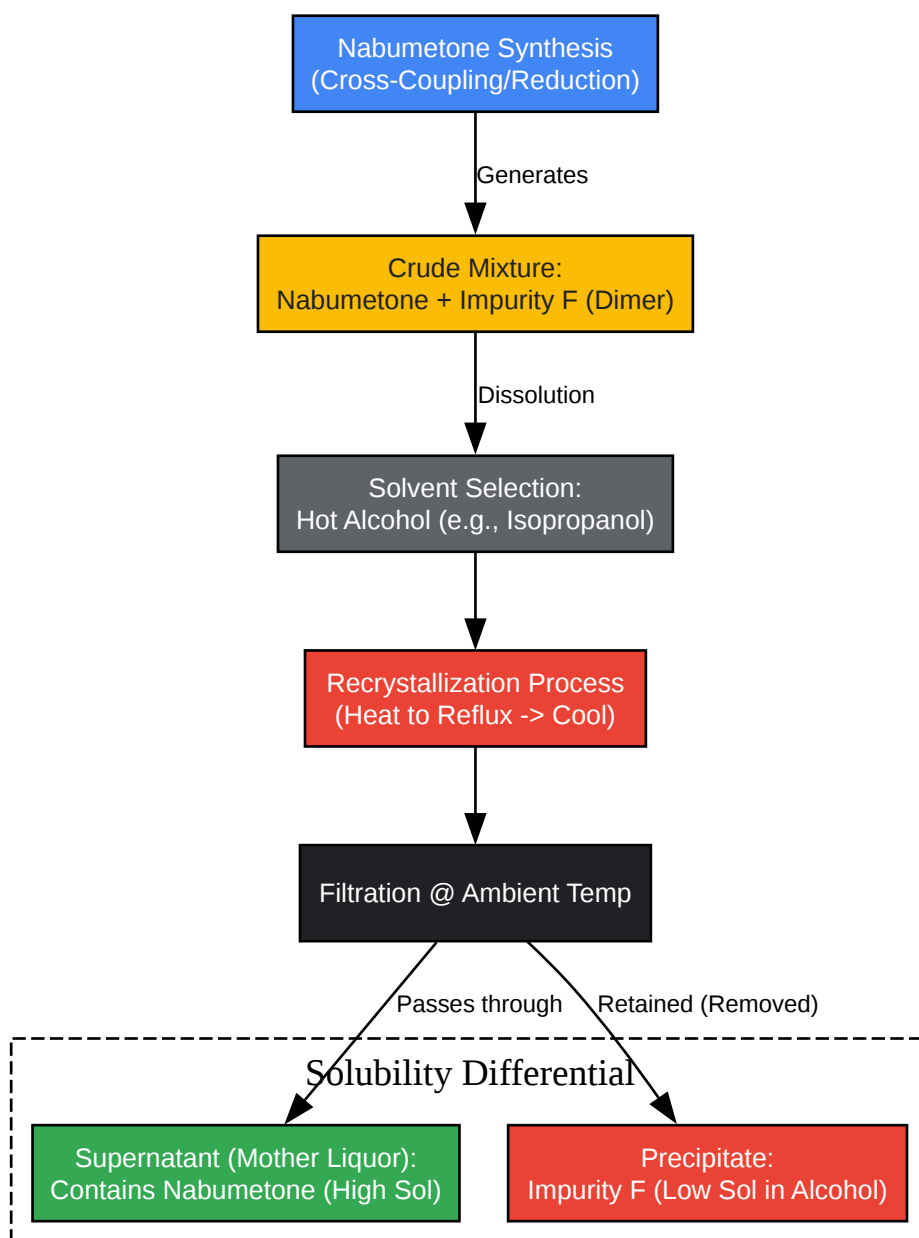 Nabumetone Synthesis
(Cross-Coupling/Reduction)
Generates
Crude Mixture:
Nabumetone + Impurity F (Dimer)
Dissolution
Solvent Selection:
Hot Alcohol (e.g., Isopropanol)
Recrystallization Process
(Heat to Reflux -> Cool)
Filtration @ Ambient Temp
Passes through
Retained (Removed)
Solubility Differential
Supernatant (Mother Liquor):
Contains Nabumetone (High Sol)
Precipitate:
Impurity F (Low Sol in Alcohol)